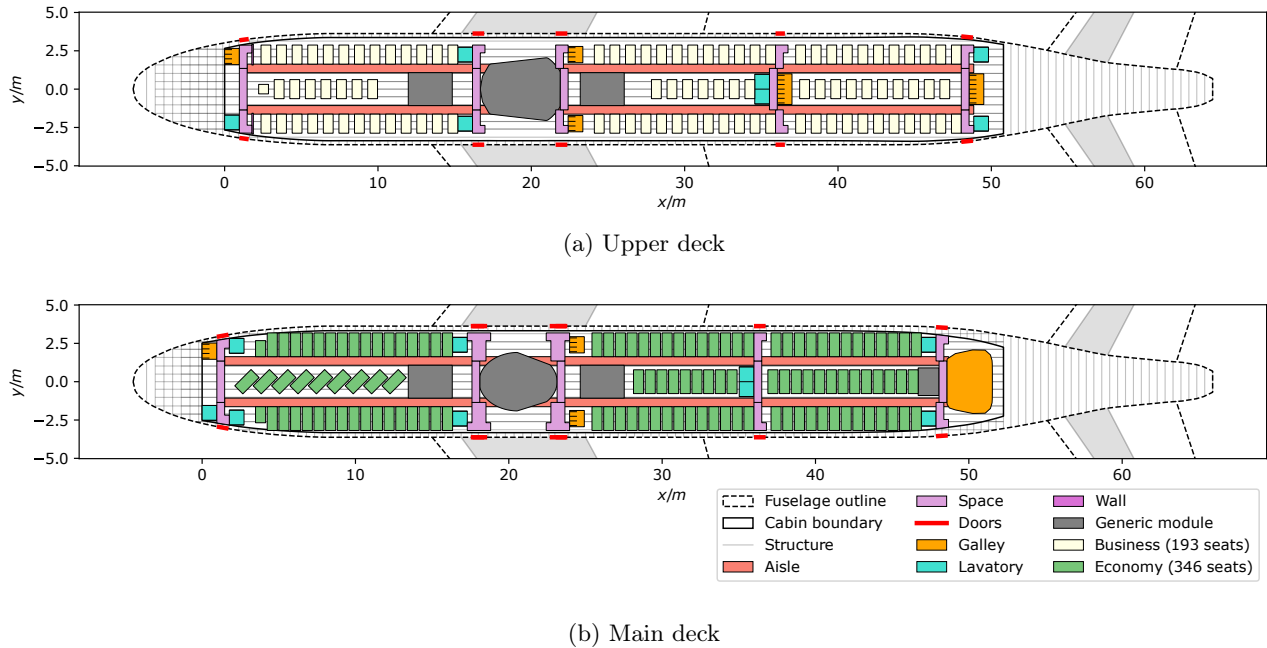 5.0
2.5
0.0
−2.5
−5.0
y/m
0 10 20 30 40 50 60
x/m
(a) Upper deck
5.0
2.5
0.0
−2.5
−5.0
y/m
0 10 20 30 40 50 60
x/m
Fuselage outline
Cabin boundary
Structure
Aisle
Space
Doors
Galley
Lavatory
Wall
Generic module
Business (193 seats)
Economy (346 seats)
(b) Main deck